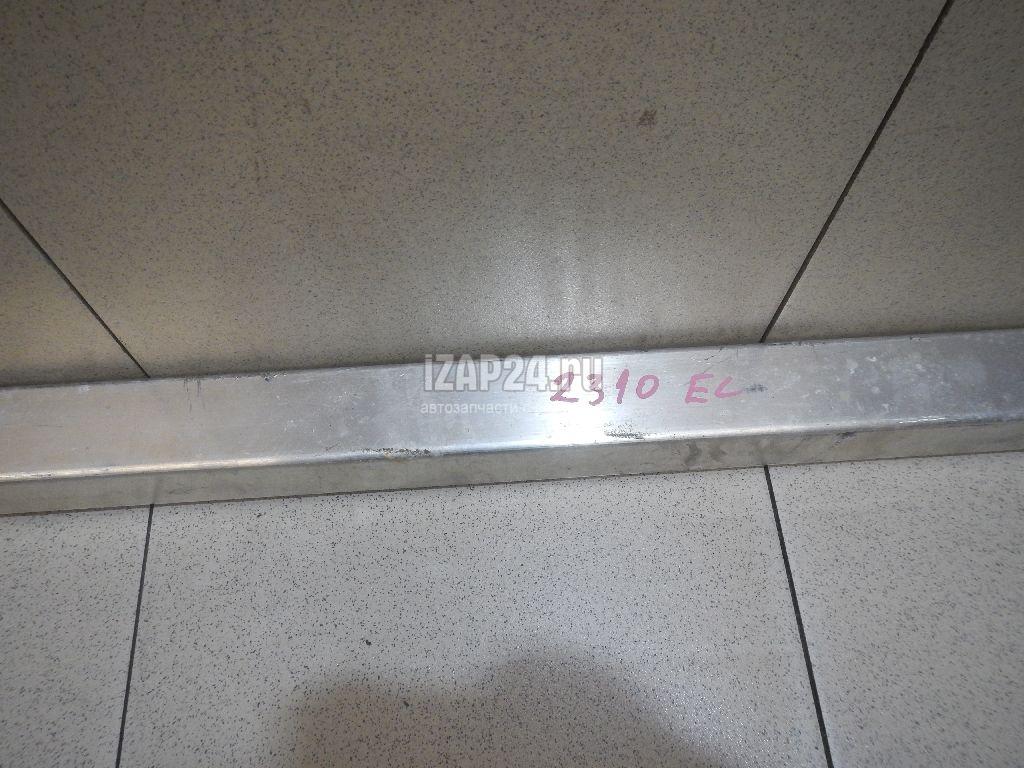 iZAP24.RU
автозапчасти
2310 EC